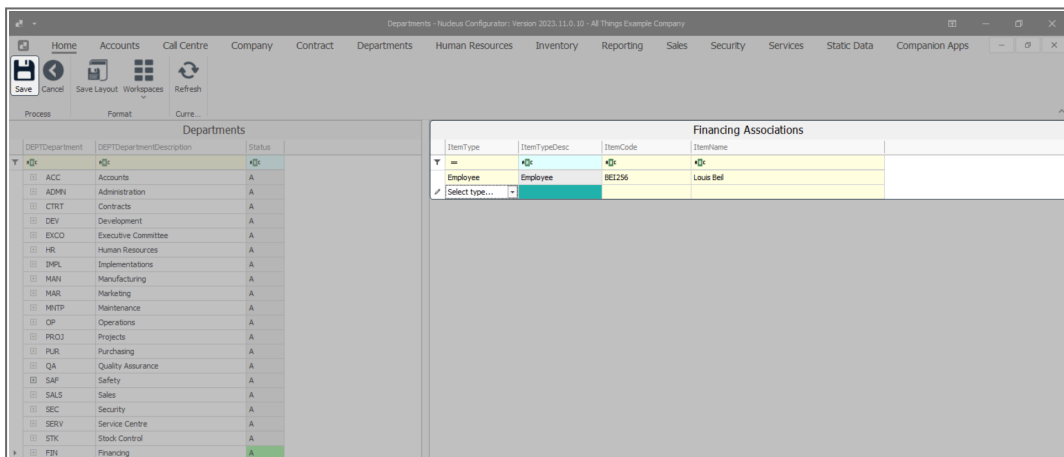 Departments - Nucleus Configurator: Version 2023.11.0.10 - All Things Example Company
Home Accounts Call Centre Company Contract Departments Human Resources Inventory Reporting Sales Security Services Static Data Companion Apps
Save Cancel Save Layout Workspaces Refresh
Process Format Curre...
Departments
DEPTDepartment DEPTDepartmentDescription Status
ACC Accounts A
ADMN Administration A
CTRT Contracts A
DEV Development A
EXCO Executive Committee A
HR Human Resources A
IMPL Implementations A
MAN Manufacturing A
MAR Marketing A
MNTP Maintenance A
OP Operations A
PROJ Projects A
PUR Purchasing A
QA Quality Assurance A
SAF Safety A
SALS Sales A
SEC Security A
SERV Service Centre A
STK Stock Control A
FIN Financing A
Financing Associations
ItemType ItemTypeDesc ItemCode ItemName
=
Employee Employee BEI256 Louis Beil
Select type...